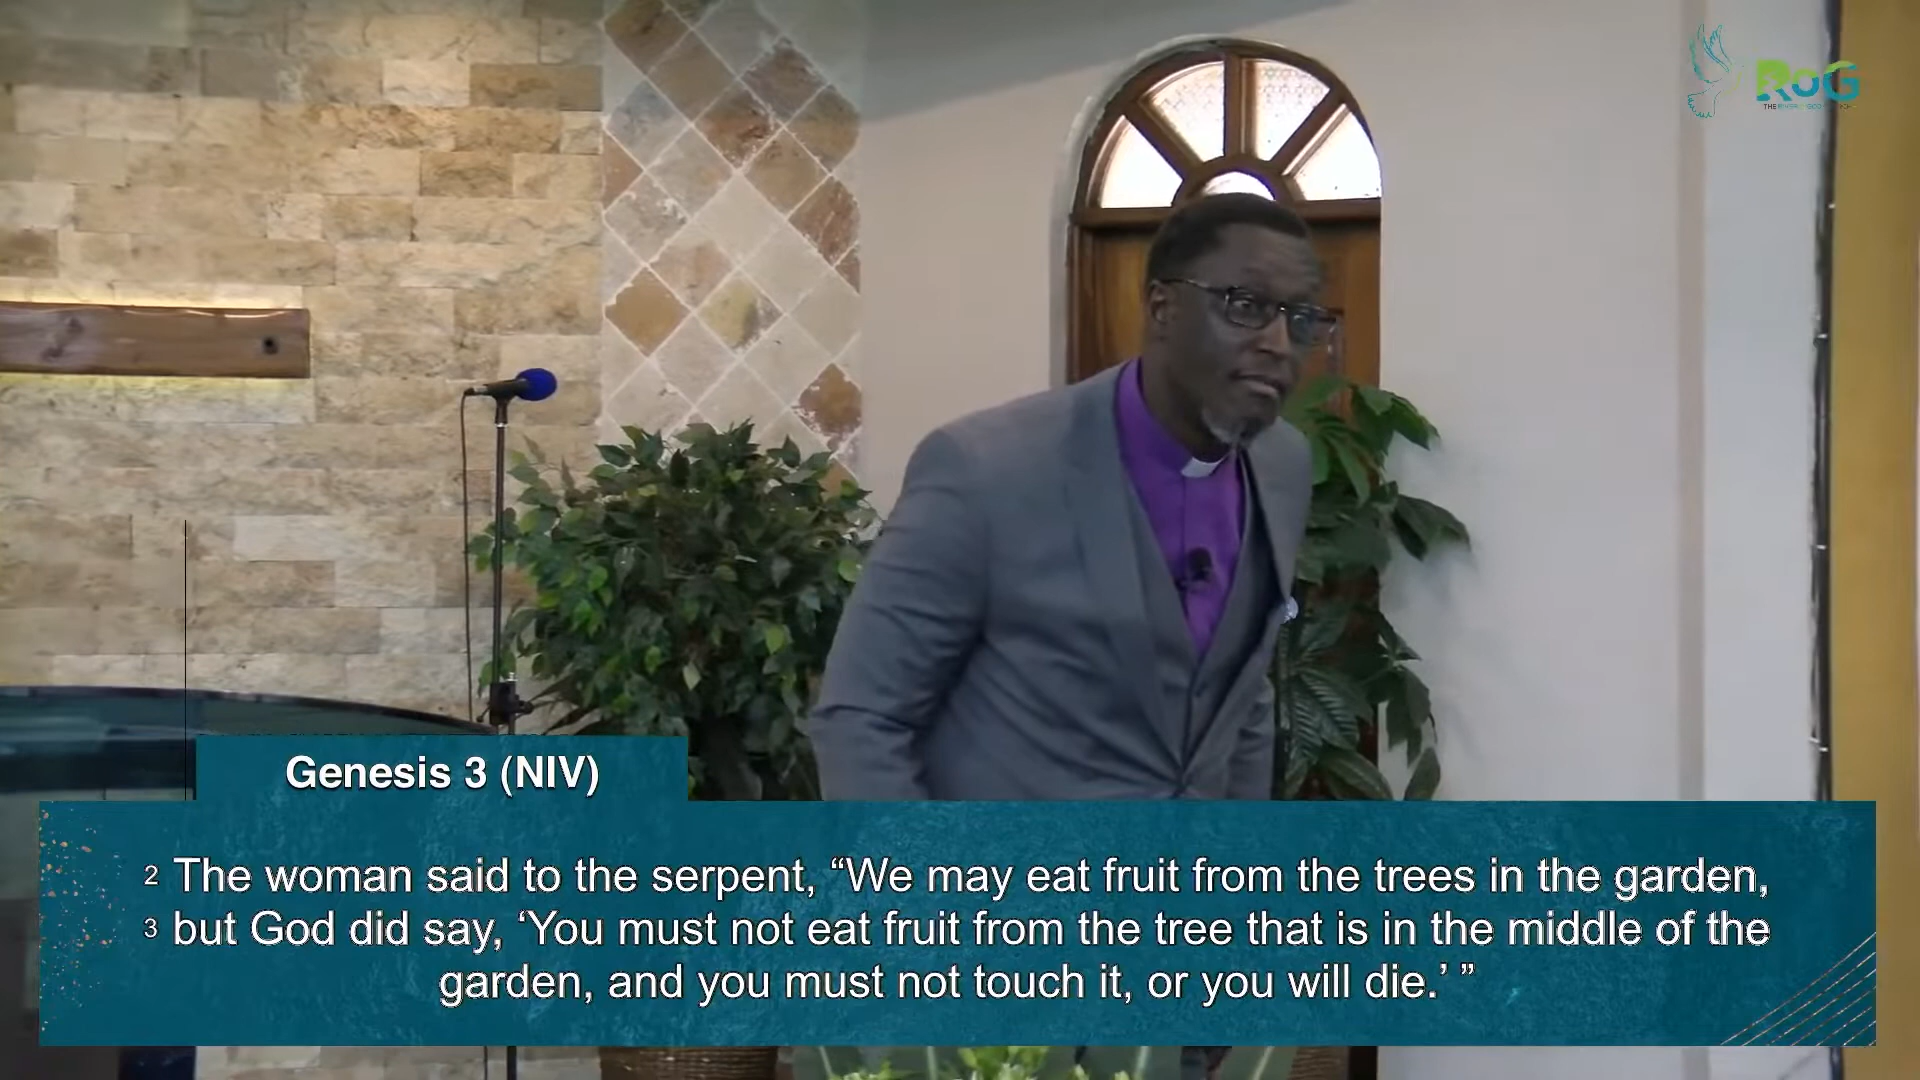 RoG
Genesis 3 (NIV)
2 The woman said to the serpent, “We may eat fruit from the trees in the garden,
3 but God did say, ‘You must not eat fruit from the tree that is in the middle of the
garden, and you must not touch it, or you will die.’ ”